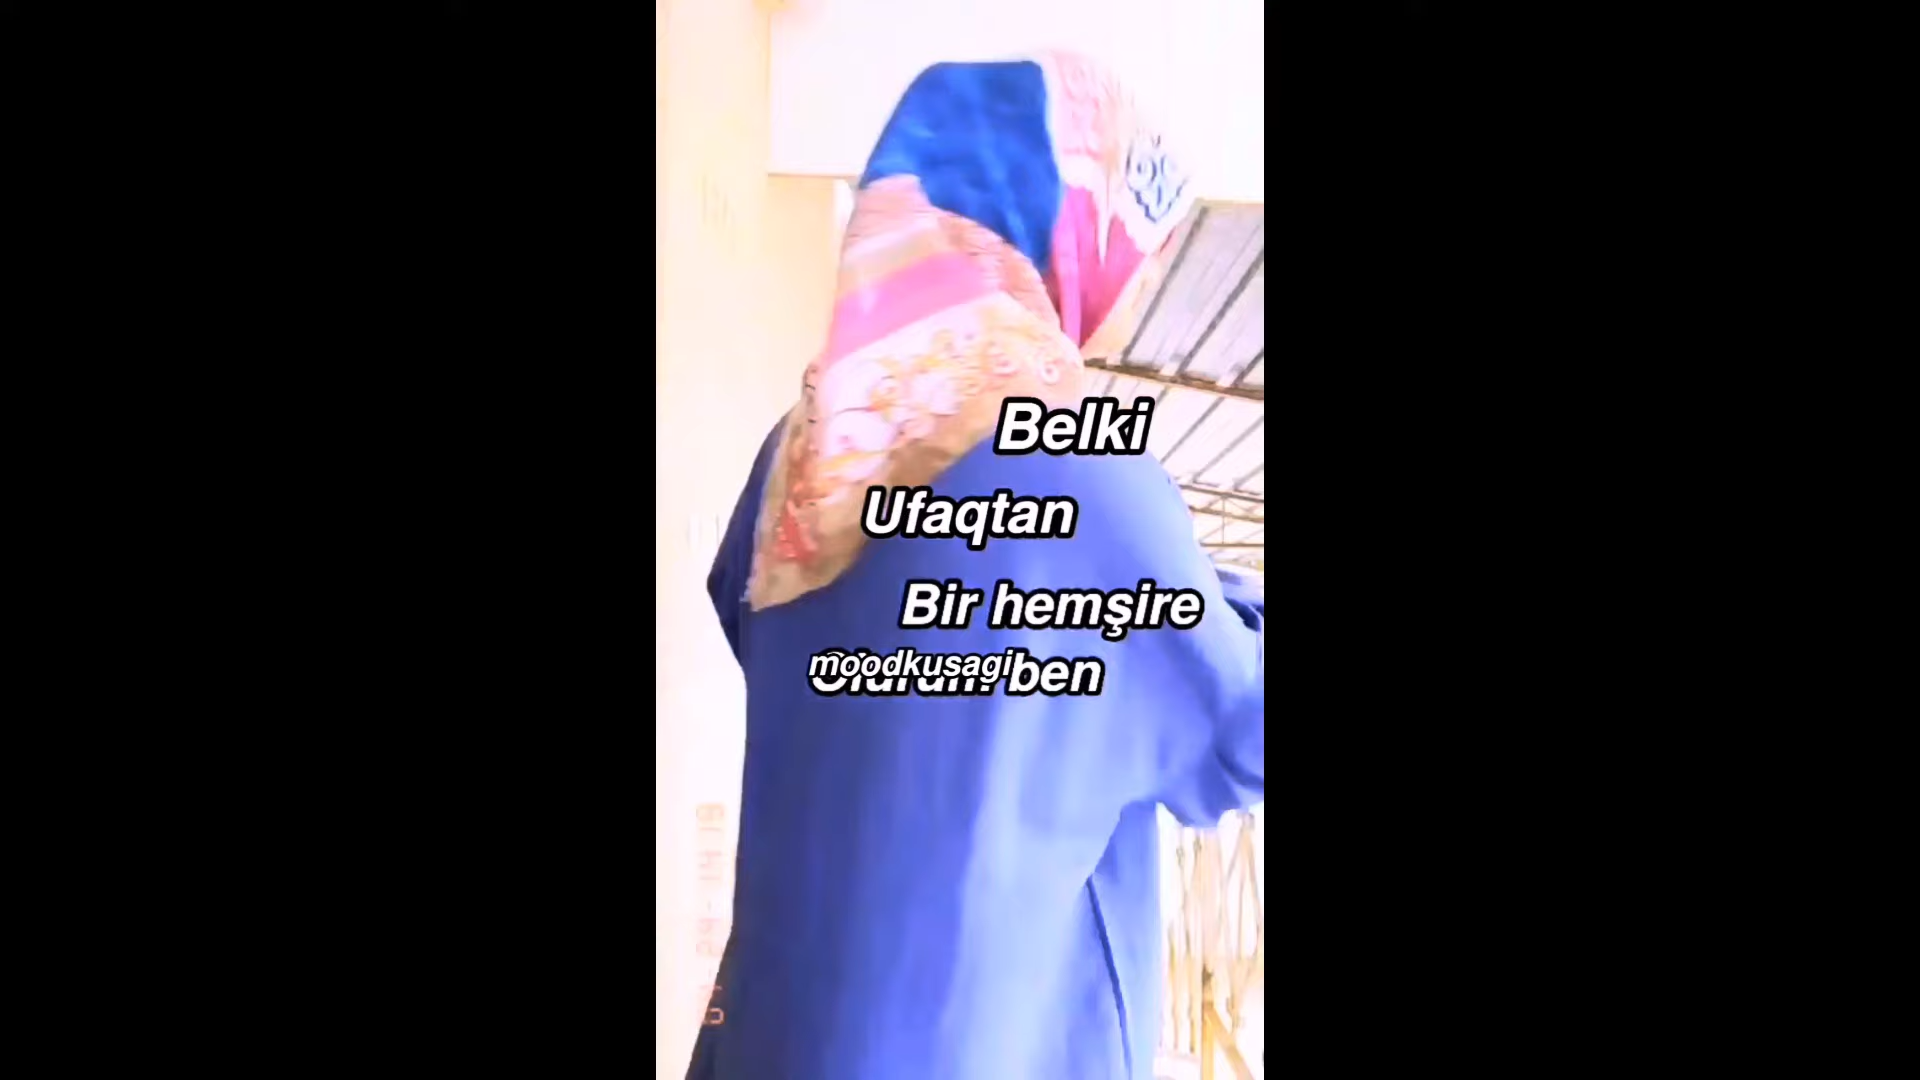 Belki
Ufaqtan
Bir hemşire
moodkusagi
ben